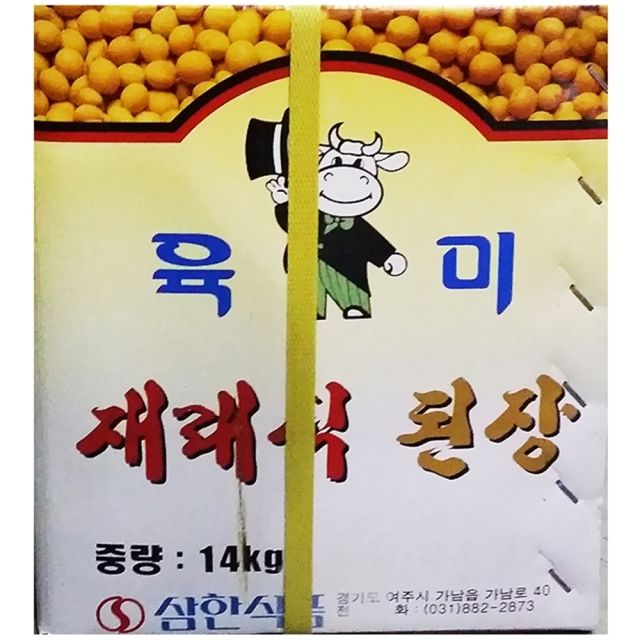 육 미
재래식 된장
중량 : 14kg
삼한식품
경기도 여주시 가남읍 가남로 40
전 화 : (031)882-2873